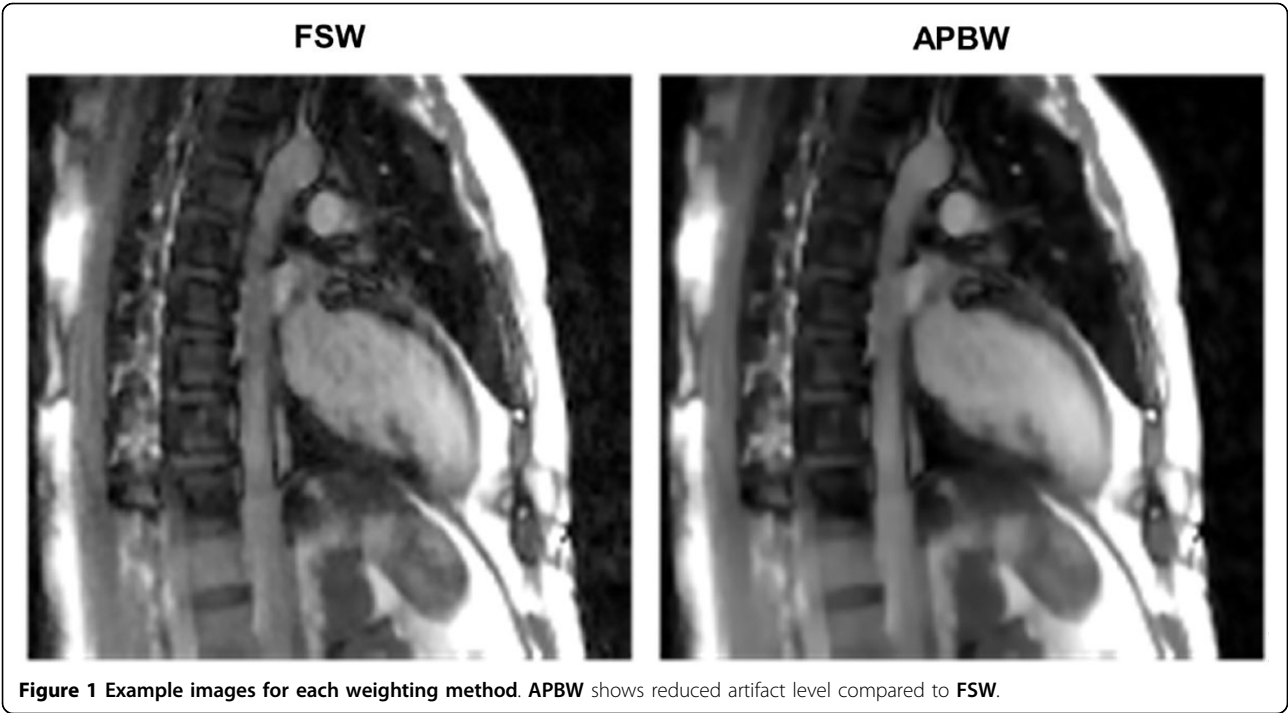 FSW
APBW
Figure 1 Example images for each weighting method. APBW shows reduced artifact level compared to FSW.